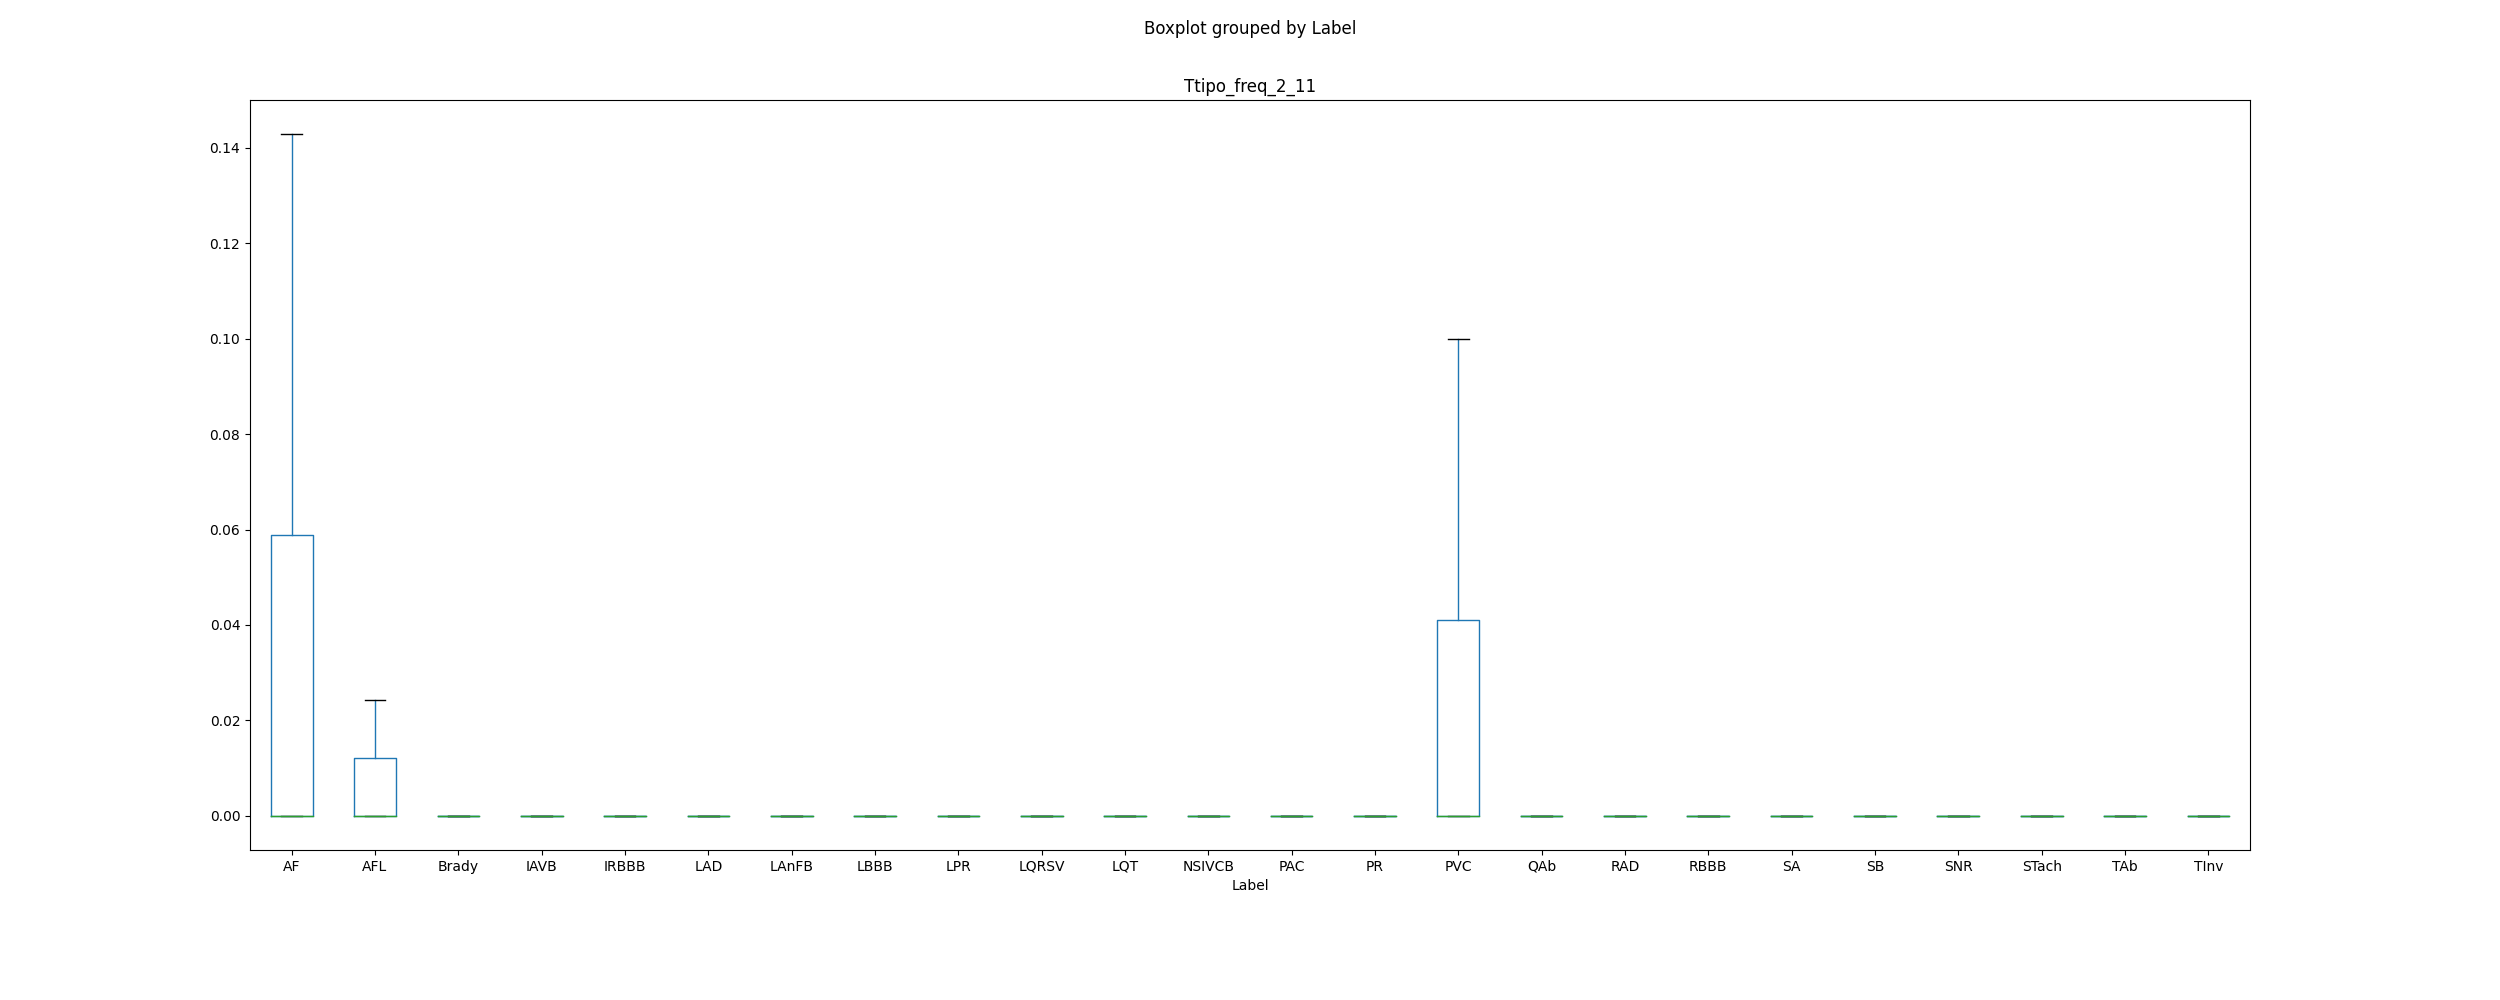 Boxplot grouped by Label
Ttipo_freq_2_11
0.14
0.12
0.10
0.08
0.06
0.04
0.02
0.00
AF AFL Brady IAVB IRBBB LAD LAnFB LBBB LPR LQRSV LQT NSIVCB PAC PR PVC QAb RAD RBBB SA SB SNR STach TAb TInv
Label